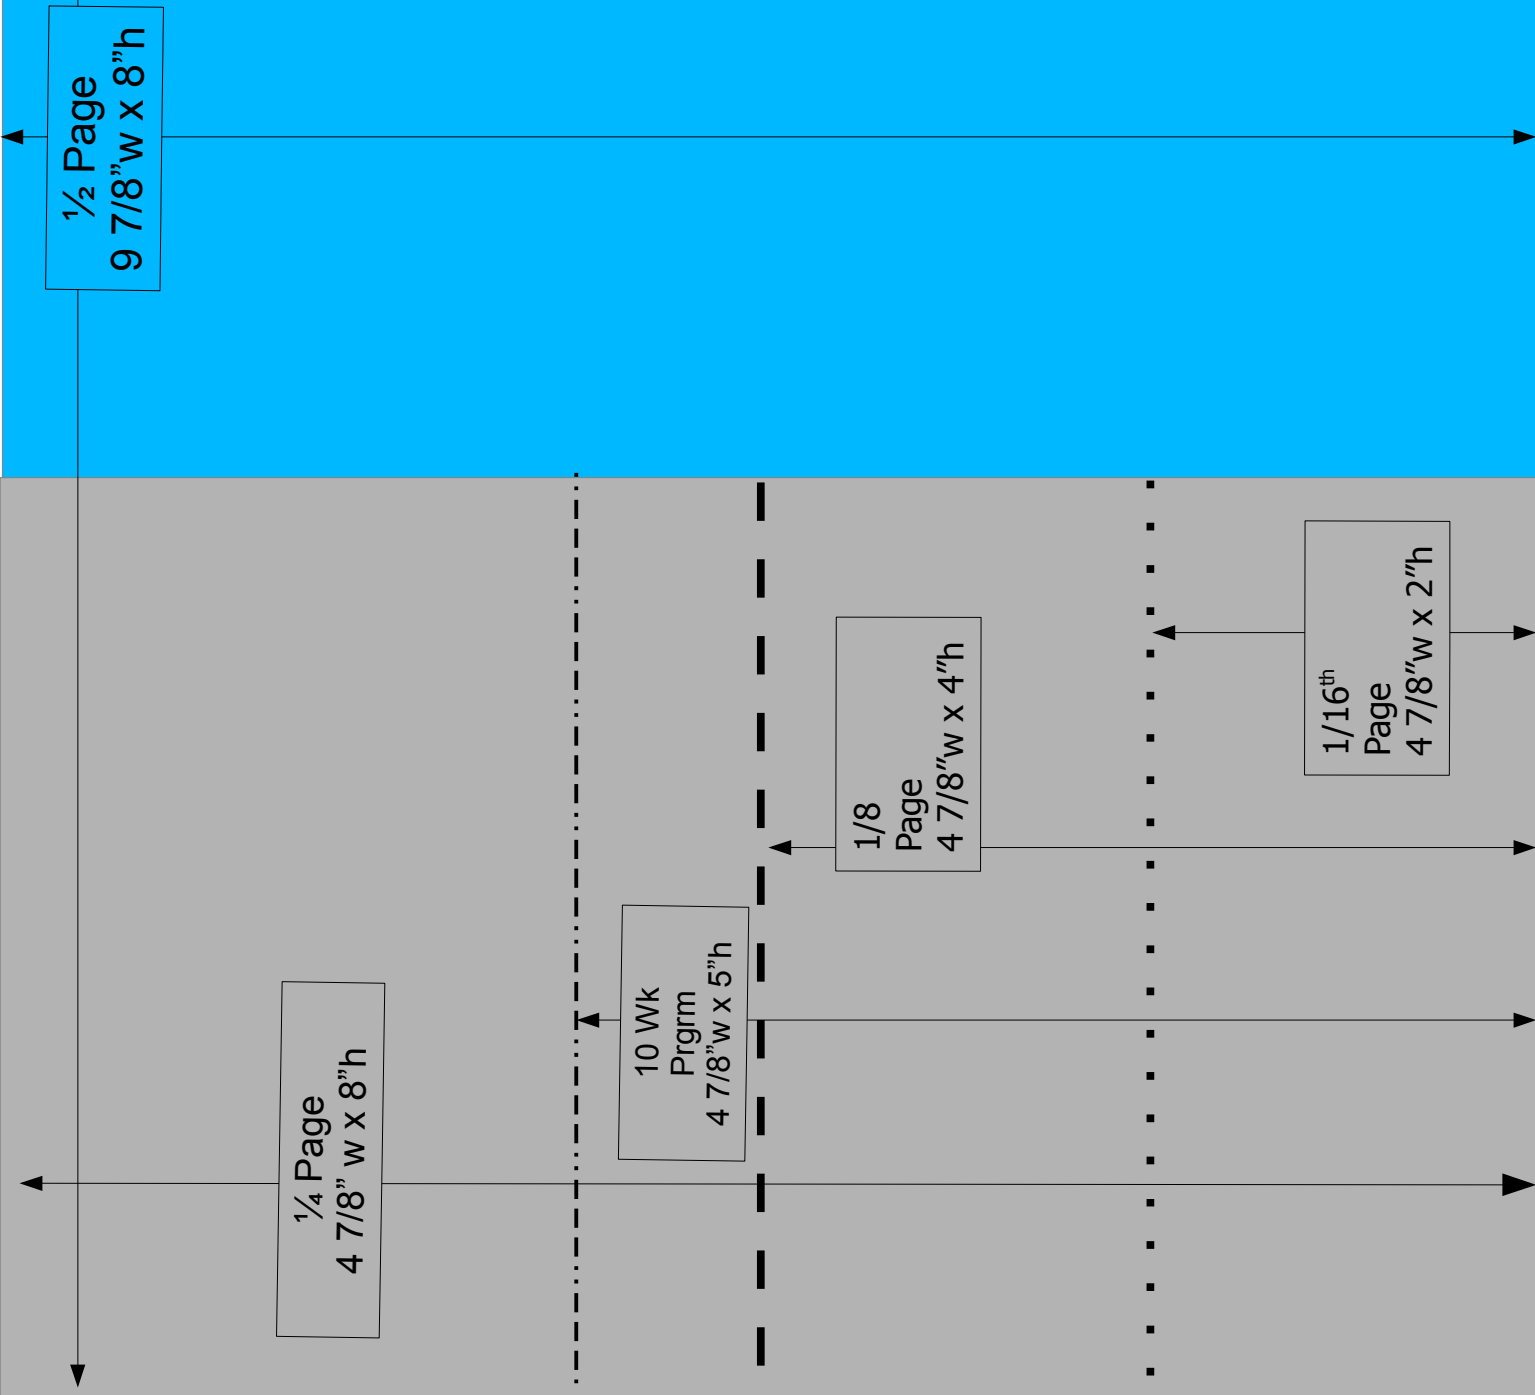 ½ Page
9 7/8”w x 8”h
¼ Page
4 7/8” w x 8”h
10 Wk
Prgrm
4 7/8”w x 5”h
1/8
Page
4 7/8”w x 4”h
1/16th
Page
4 7/8”w x 2”h